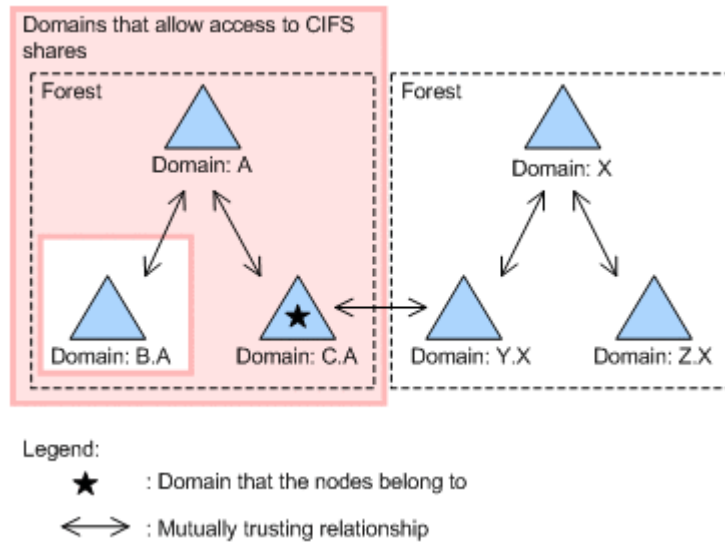 Domains that allow access to CIFS
shares
Forest
Forest
Domain: A
Domain: X
Domain: B.A
Domain: C.A
Domain: Y.X
Domain: Z.X
Legend:
: Domain that the nodes belong to
: Mutually trusting relationship